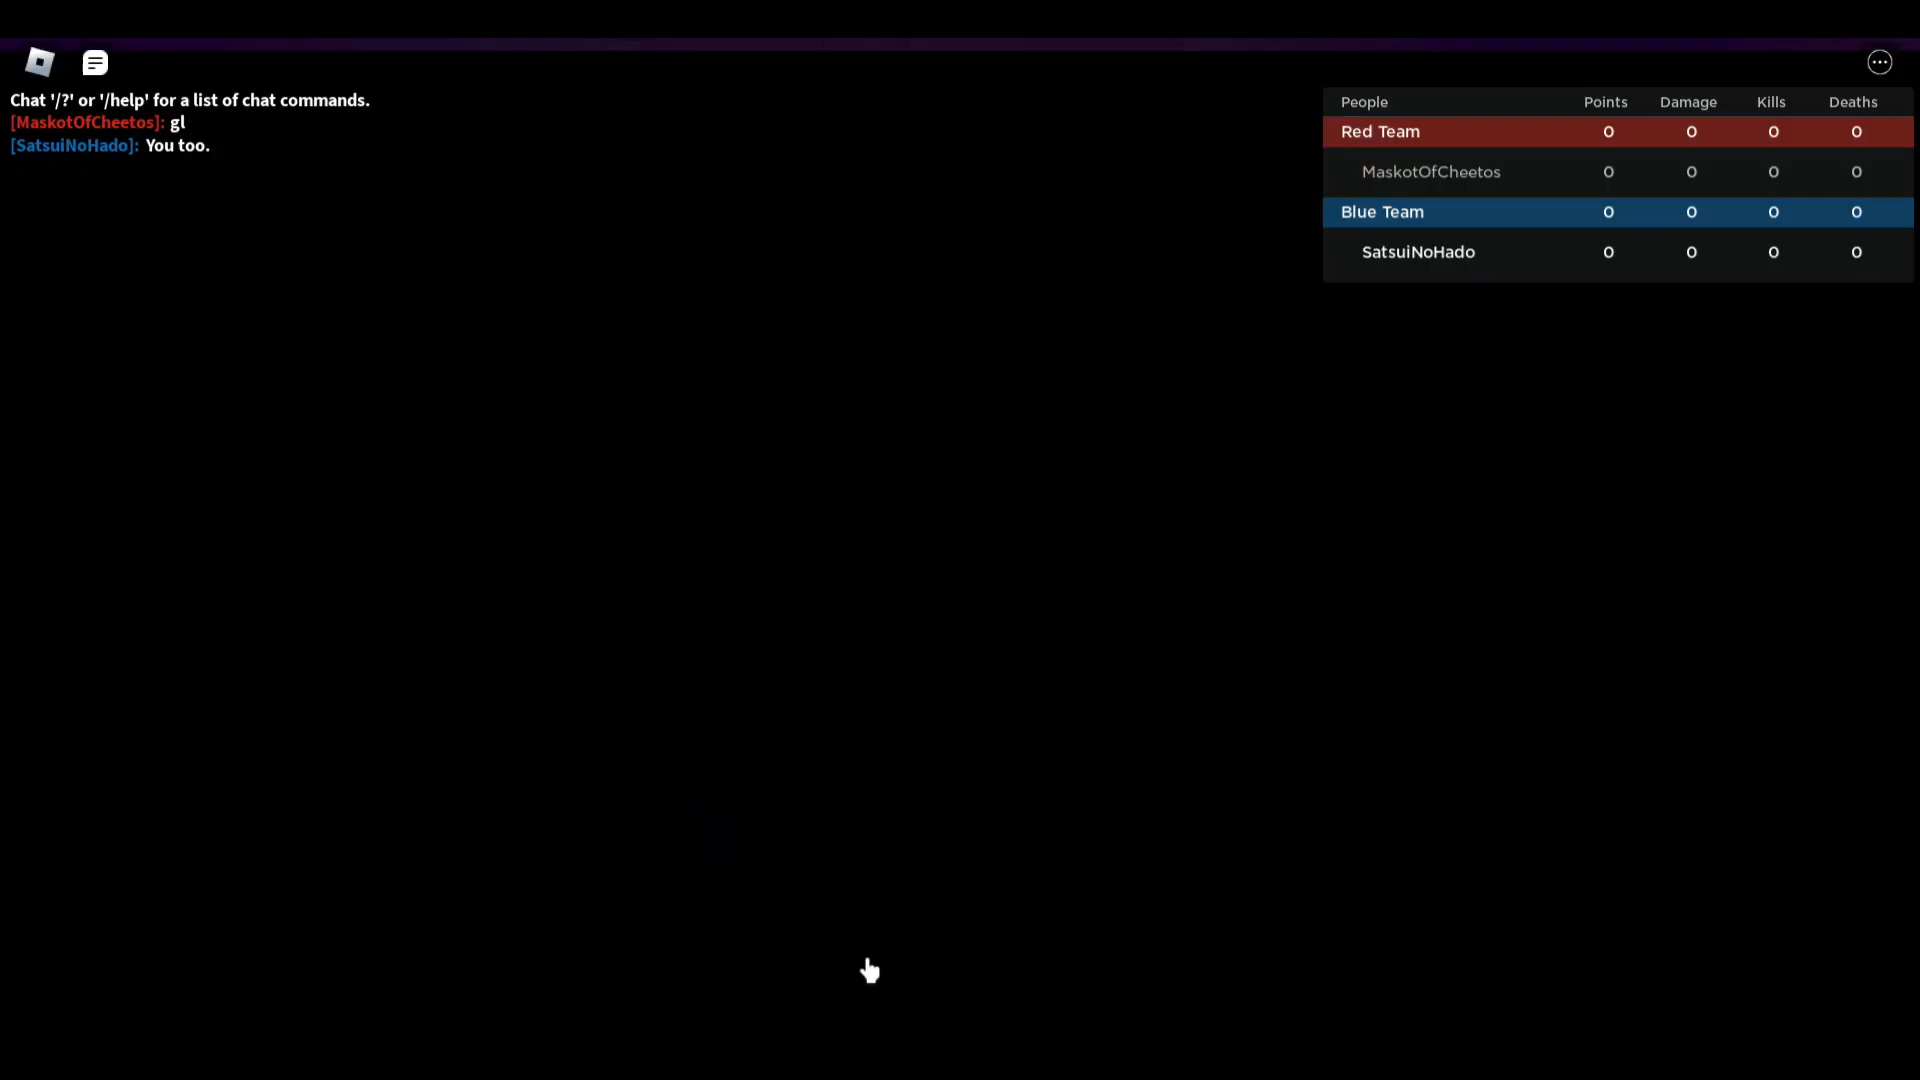 Chat '/?' or '/help' for a list of chat commands.
[MaskotOfCheetos]: gl
[SatsuiNoHado]: You too.
People Points Damage Kills Deaths
Red Team 0 0 0 0
MaskotOfCheetos 0 0 0 0
Blue Team 0 0 0 0
SatsuiNoHado 0 0 0 0